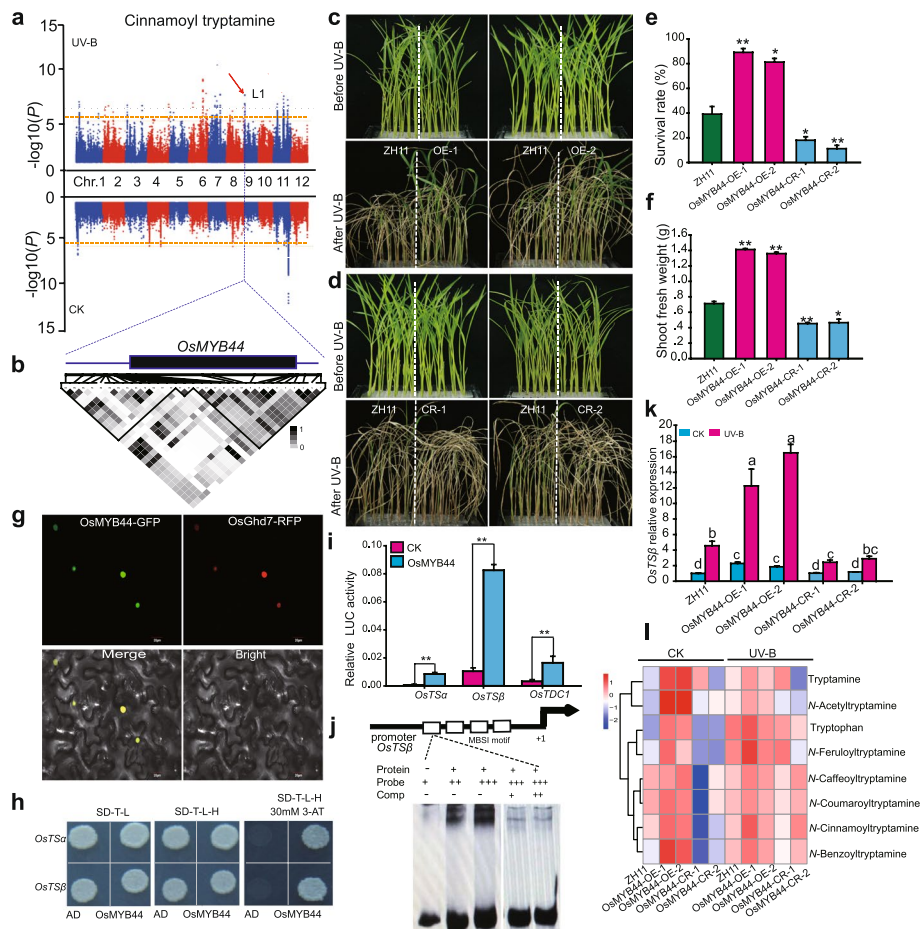 a
Cinnamoyl tryptamine
UV-B
L1
15
10
5
0
-log10(P)
Chr.1 2 3 4 5 6 7 8 9 10 11 12
0
5
10
15
-log10(P)
CK
b
OsMYB44
1
0
c
Before UV-B
After UV-B
ZH11 OE-1
ZH11 OE-2
d
Before UV-B
After UV-B
ZH11 CR-1
ZH11 CR-2
e
Survival rate (%)
100
80
60
40
20
0
ZH11
OsMYB44-OE-1
OsMYB44-OE-2
OsMYB44-CR-1
OsMYB44-CR-2
** * * **
f
Shoot fresh weight (g)
1.8
1.6
1.2
.8
.4
0.0
ZH11
OsMYB44-OE-1
OsMYB44-OE-2
OsMYB44-CR-1
OsMYB44-CR-2
** ** ** *
g
OsMYB44-GFP
OsGhd7-RFP
Merge
Bright
h
SD-T-L
SD-T-L-H
SD-T-L-H
30mM 3-AT
OsTSα
OsTSβ
AD OsMYB44 AD OsMYB44 AD OsMYB44
i
Relative LUC activity
0.10
0.08
0.06
0.04
0.02
0.00
CK
OsMYB44
** ** **
OsTSα OsTSβ OsTDC1
j
promoter
OsTSβ
MBSI motif
+1
Protein - + + + +
Probe + ++ +++ +++ +++
Comp - - - + ++
k
OsTSβ relative expression
20
16
12
8
4
0
CK UV-B
d b c a c a d c d bc
ZH11
OsMYB44-OE-1
OsMYB44-OE-2
OsMYB44-CR-1
OsMYB44-CR-2
l
CK UV-B
1
0
-1
-2
Tryptamine
N-Acetyltryptamine
Tryptophan
N-Feruloyltryptamine
N-Caffeoyltryptamine
N-Coumaroyltryptamine
N-Cinnamoyltryptamine
N-Benzoyltryptamine
ZH11
OsMYB44-OE-1
OsMYB44-OE-2
OsMYB44-CR-1
OsMYB44-CR-2
ZH11
OsMYB44-OE-1
OsMYB44-OE-2
OsMYB44-CR-1
OsMYB44-CR-2